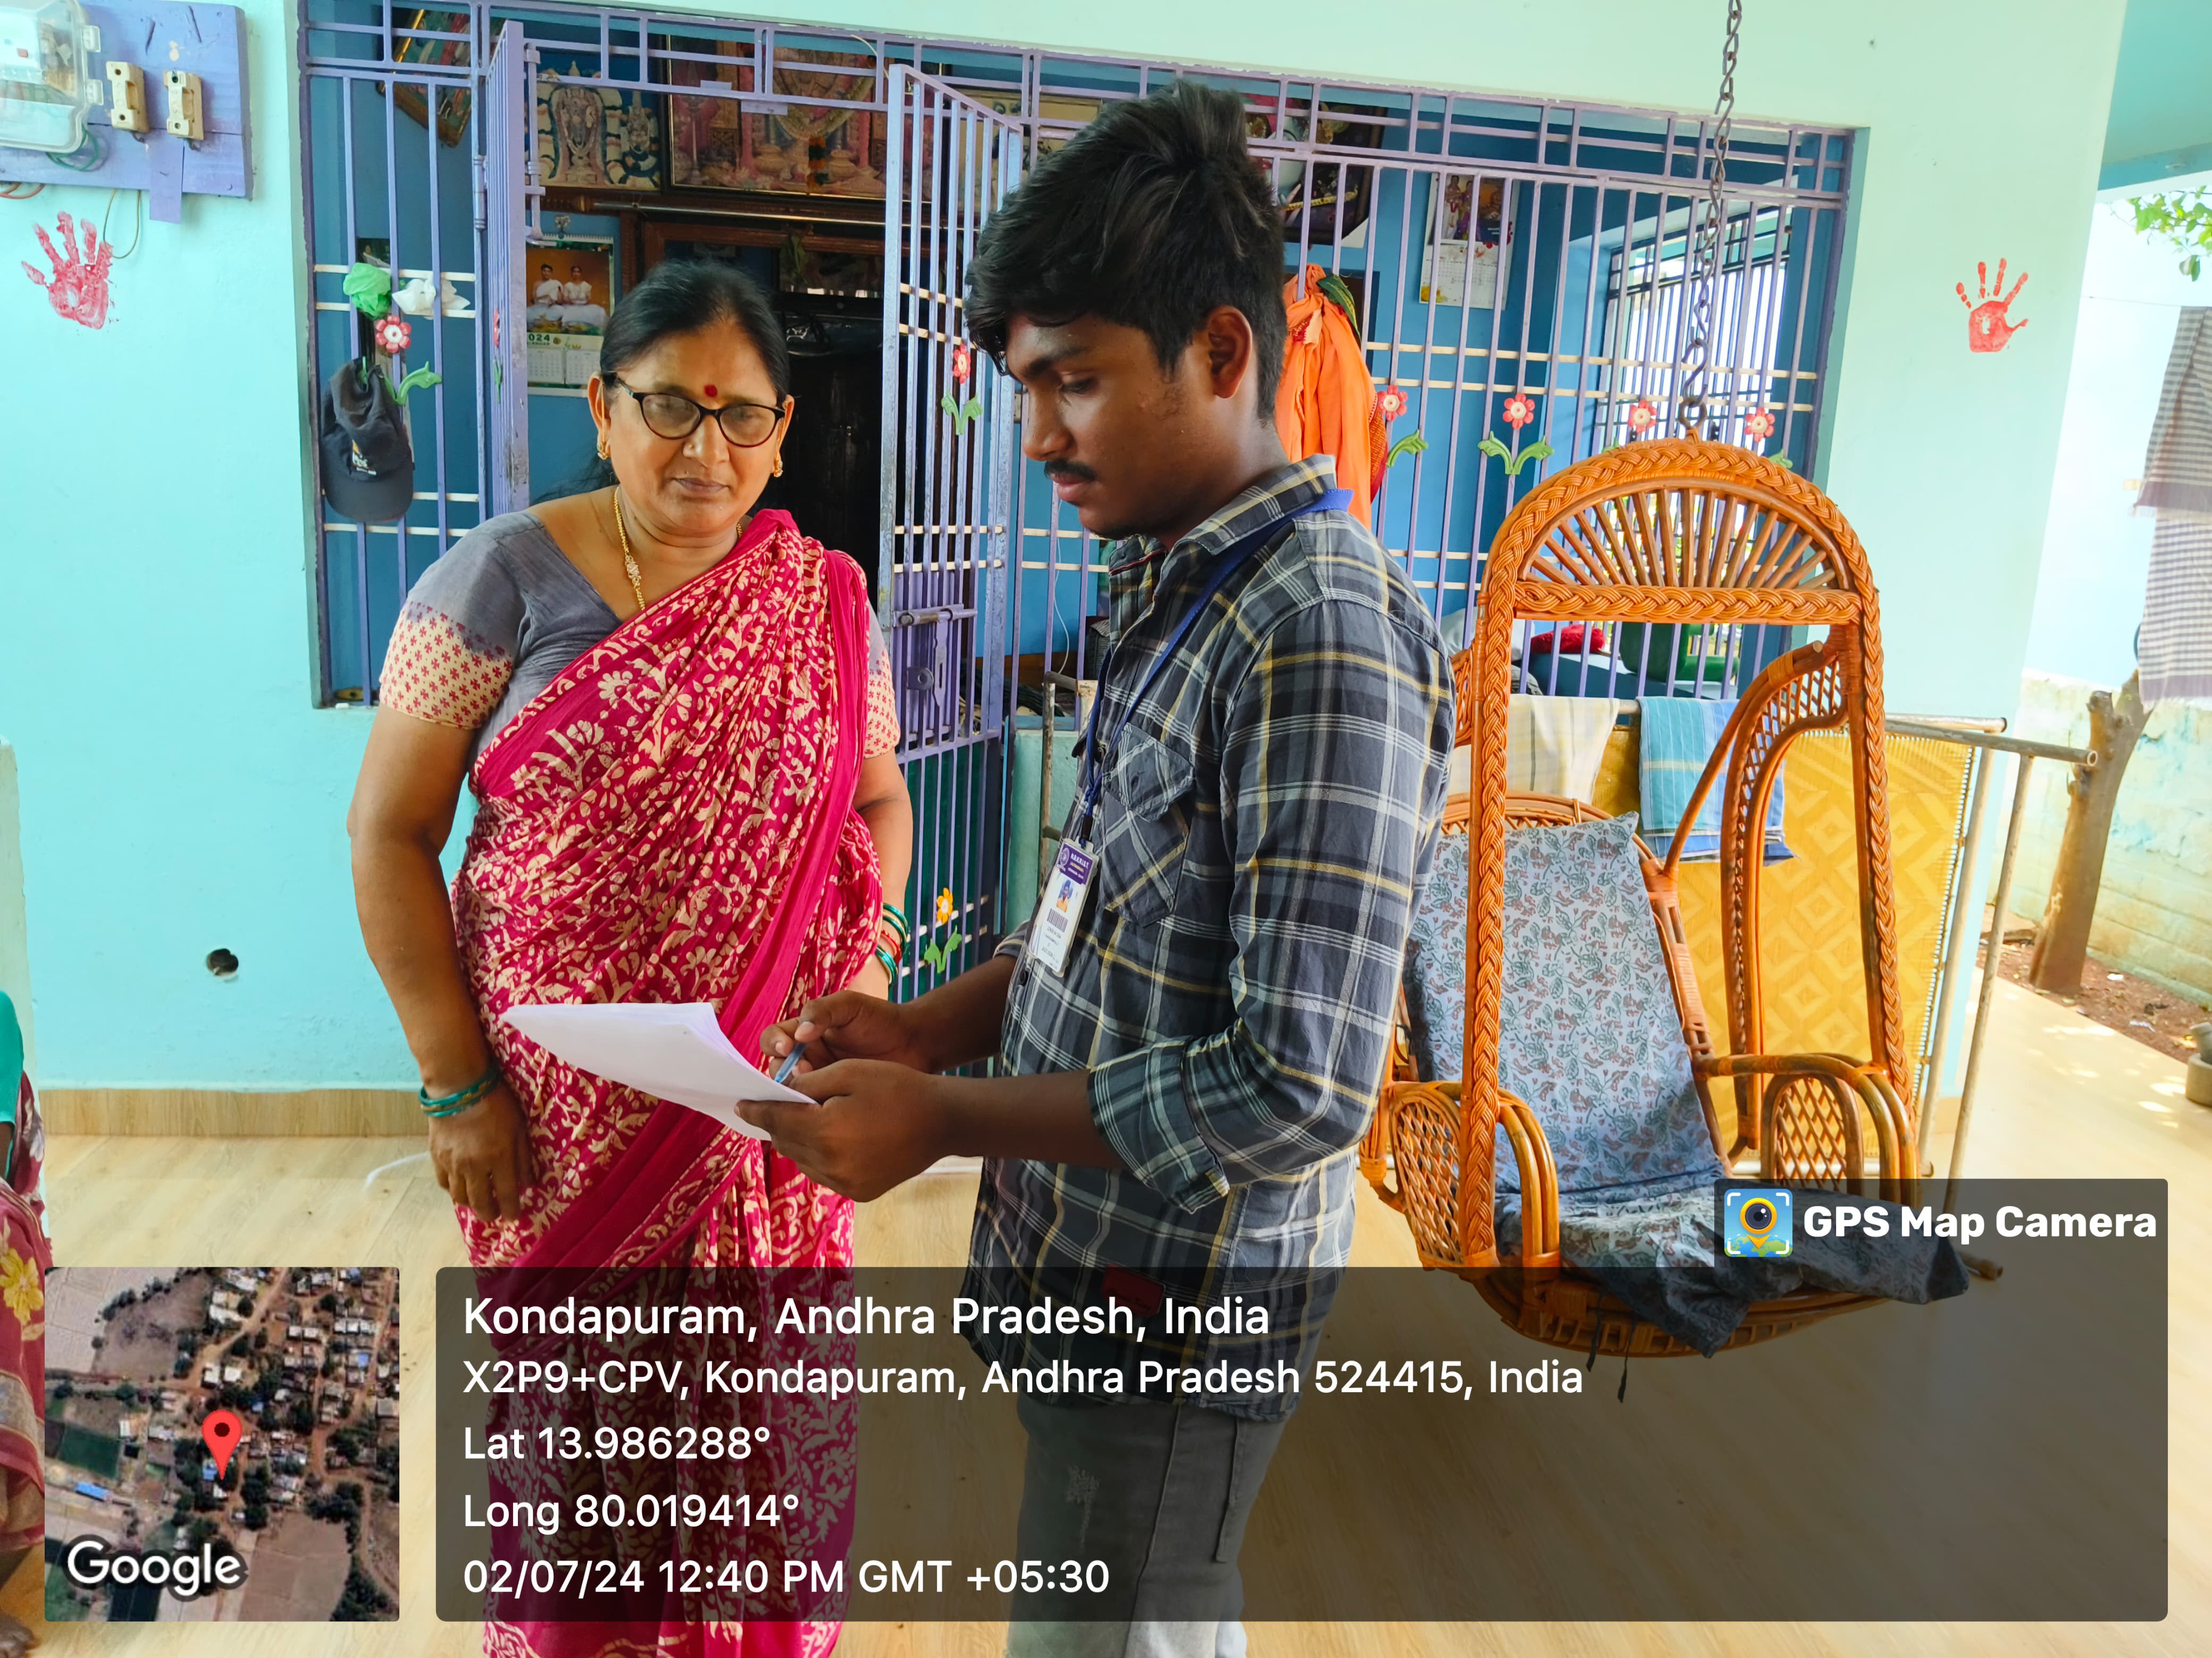 GPS Map Camera
Kondapuram, Andhra Pradesh, India
X2P9+CPV, Kondapuram, Andhra Pradesh 524415, India
Lat 13.986288°
Long 80.019414°
02/07/24 12:40 PM GMT +05:30
Google